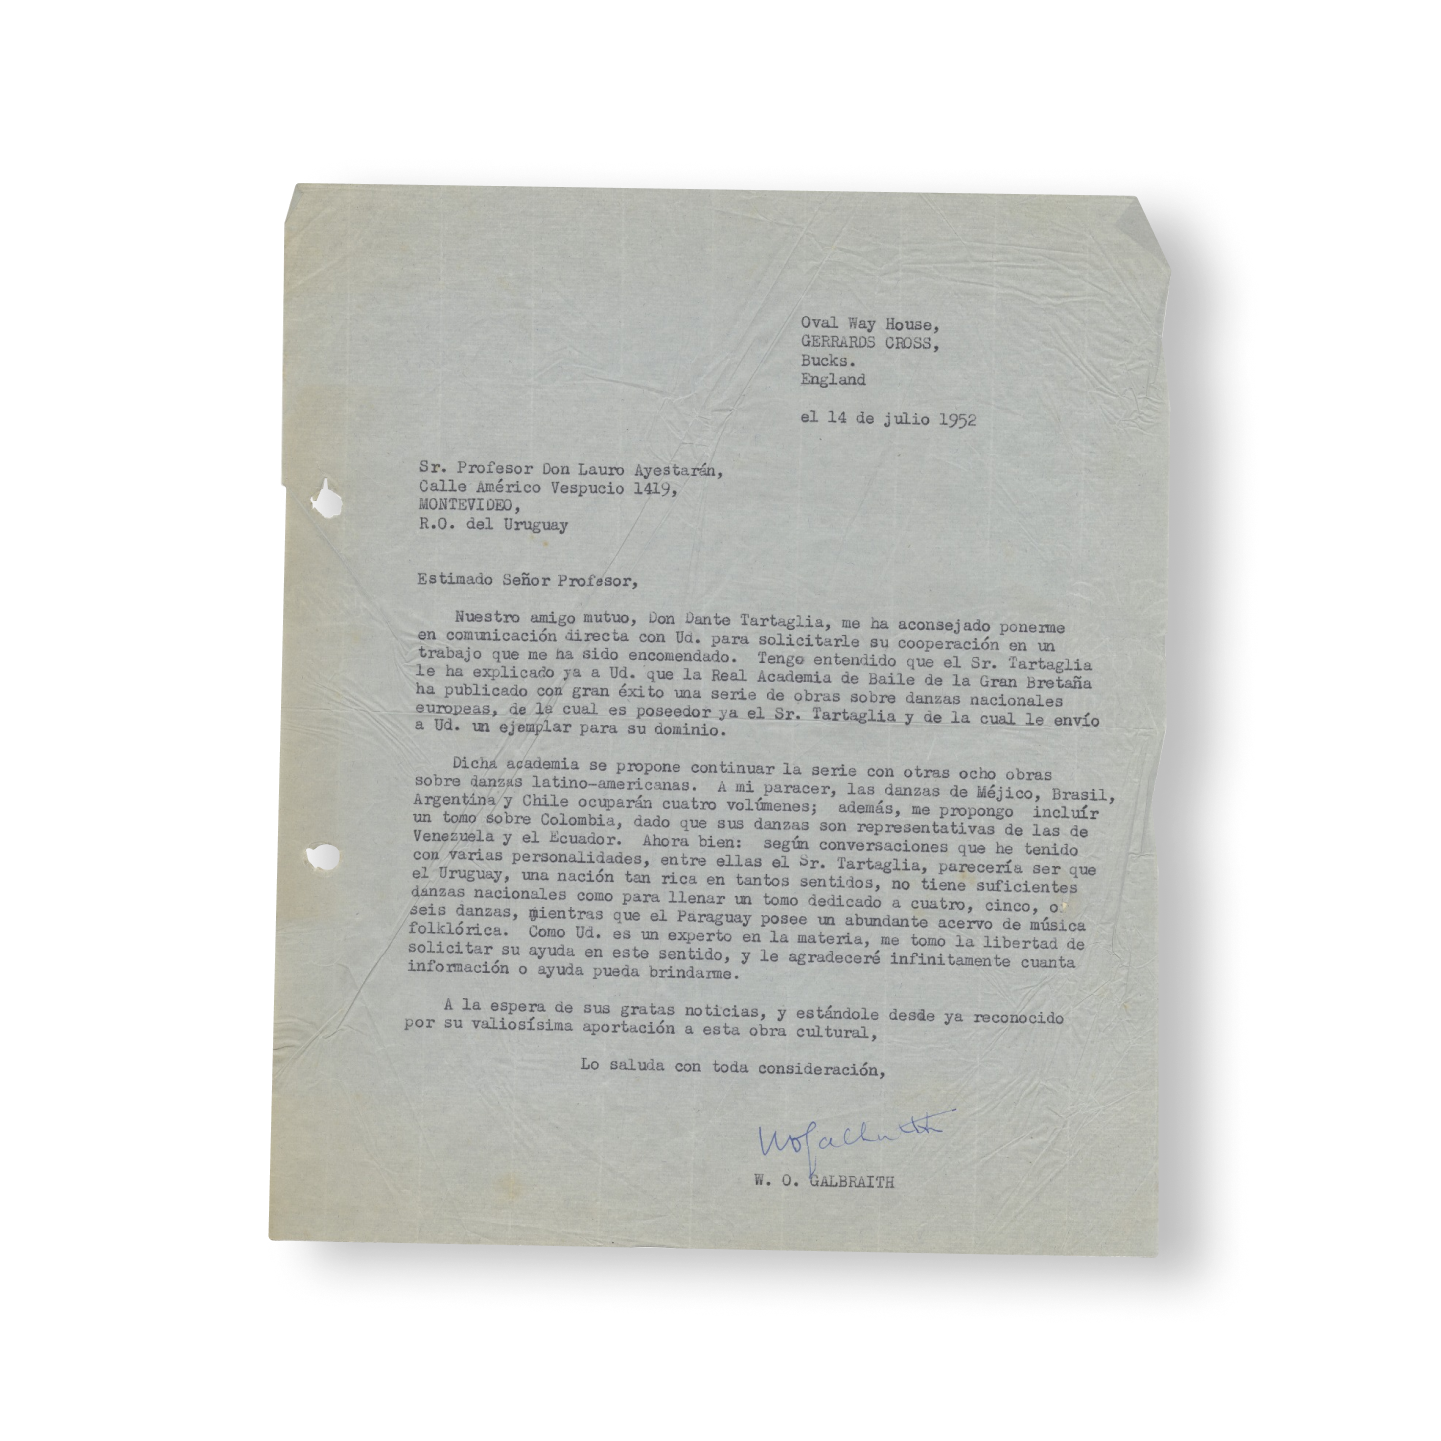 Oval Way House,
GERRARDS CROSS,
Bucks.
England
el 14 de julio 1952
Sr. Profesor Don Lauro Ayestarán,
Calle Américo Vespucio 1419,
MONTEVIDEO,
R.O. del Uruguay
Estimado Señor Profesor,
Nuestro amigo mutuo, Don Dante Tartaglia, me ha aconsejado ponerme
en comunicación directa con Ud. para solicitarle su cooperación en un
trabajo que me ha sido encomendado. Tengo entendido que el Sr. Tartaglia
le ha explicado ya a Ud. que la Real Academia de Baile de la Gran Bretaña
ha publicado con gran éxito una serie de obras sobre danzas nacionales
europeas, de la cual es poseedor ya el Sr. Tartaglia y de la cual le envío
a Ud. un ejemplar para su dominio.
Dicha academia se propone continuar la serie con otras ocho obras
sobre danzas latino-americanas. A mi paracer, las danzas de Méjico, Brasil,
Argentina y Chile ocuparán cuatro volúmenes; además, me propongo incluír
un tomo sobre Colombia, dado que sus danzas son representativas de las de
Venezuela y el Ecuador. Ahora bien: según conversaciones que he tenido
con varias personalidades, entre ellas el Sr. Tartaglia, parecería ser que
el Uruguay, una nación tan rica en tantos sentidos, no tiene suficientes
danzas nacionales como para llenar un tomo dedicado a cuatro, cinco, o
seis danzas, mientras que el Paraguay posee un abundante acervo de música
folklórica. Como Ud. es un experto en la materia, me tomo la libertad de
solicitar su ayuda en este sentido, y le agradeceré infinitamente cuanta
información o ayuda pueda brindarme.
A la espera de sus gratas noticias, y estándole desde ya reconocido
por su valiosísima aportación a esta obra cultural,
Lo saluda con toda consideración,
WOGalbraith
W. O. GALBRAITH